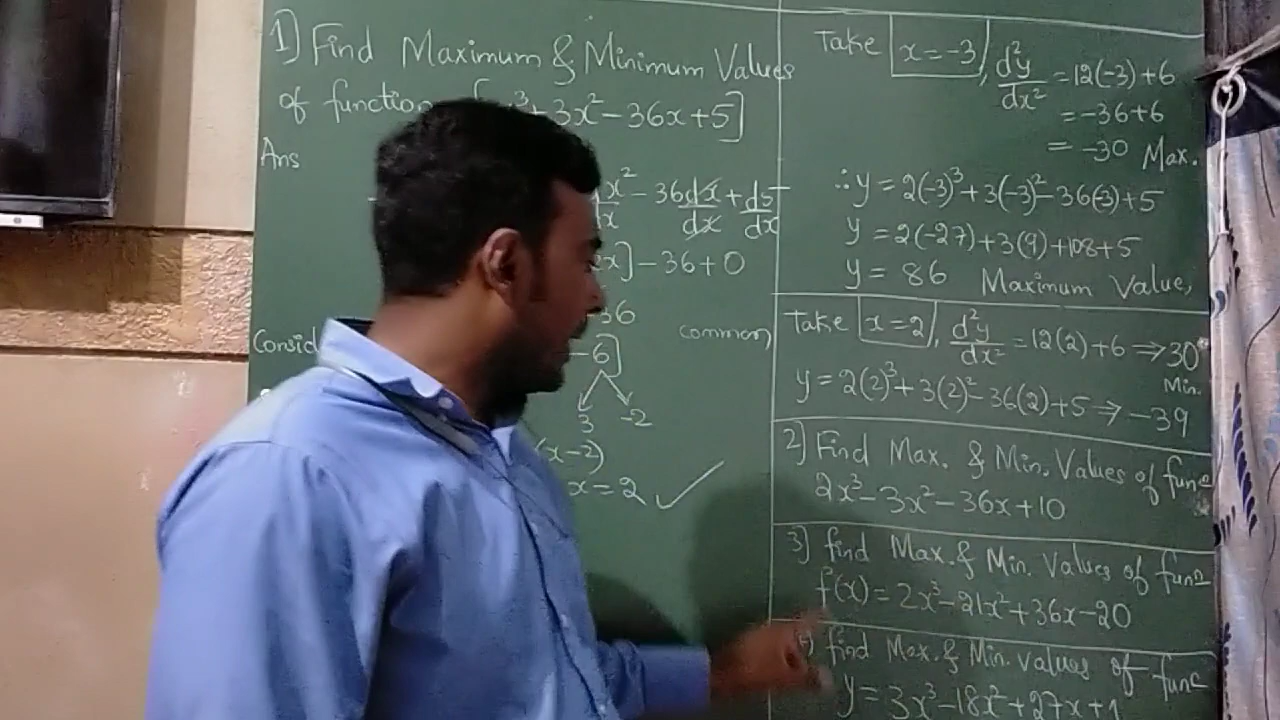 1) Find Maximum & Minimum Values
of function x³ + 3x² - 36x + 5]
Ans
x² - 36 dx/dx + d5/dx
x] - 36 + 0
36
Consid common
- 6]
3 -2
(x-2)
x = 2 ✓
Take x = -3, d²y/dx² = 12(-3) + 6
= -36 + 6
= -30 Max.
∴ y = 2(-3)³ + 3(-3)² - 36(-3) + 5
y = 2(-27) + 3(9) + 108 + 5
y = 86 Maximum Value,
Take x = 2, d²y/dx² = 12(2) + 6 ⇒ 30
Min.
y = 2(2)³ + 3(2)² - 36(2) + 5 ⇒ -39
2) Find Max. & Min. Values of func
2x³ - 3x² - 36x + 10
3) find Max. & Min. Values of func
f(x) = 2x³ - 21x² + 36x - 20
4) find Max. & Min. Values of func
y = 3x³ - 18x² + 27x + 1